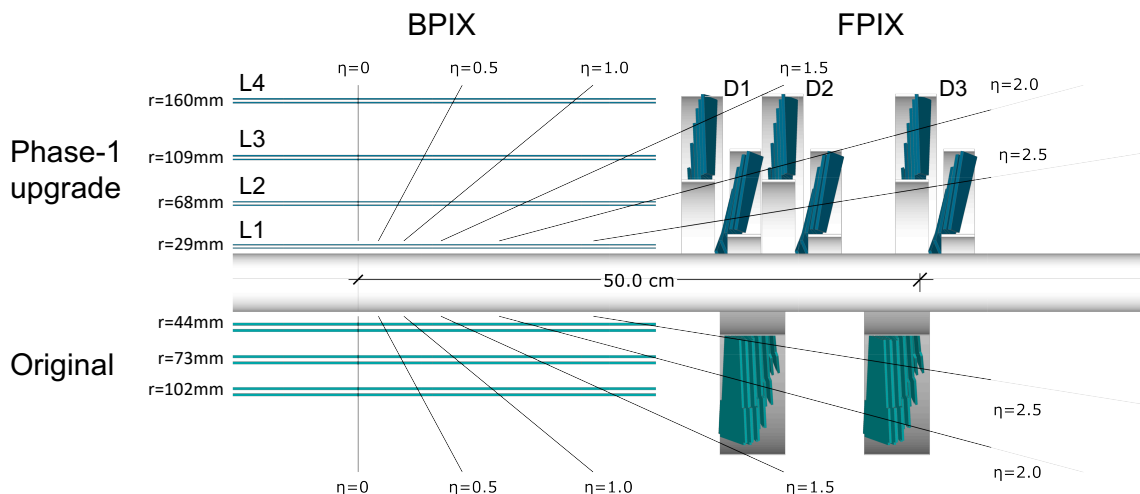 BPIX
FPIX
η=0
η=0.5
η=1.0
η=1.5
η=2.0
η=2.5
L4
r=160mm
D1
D2
D3
Phase-1
upgrade
L3
r=109mm
L2
r=68mm
L1
r=29mm
50.0 cm
Original
r=44mm
r=73mm
r=102mm
η=2.5
η=2.0
η=0
η=0.5
η=1.0
η=1.5